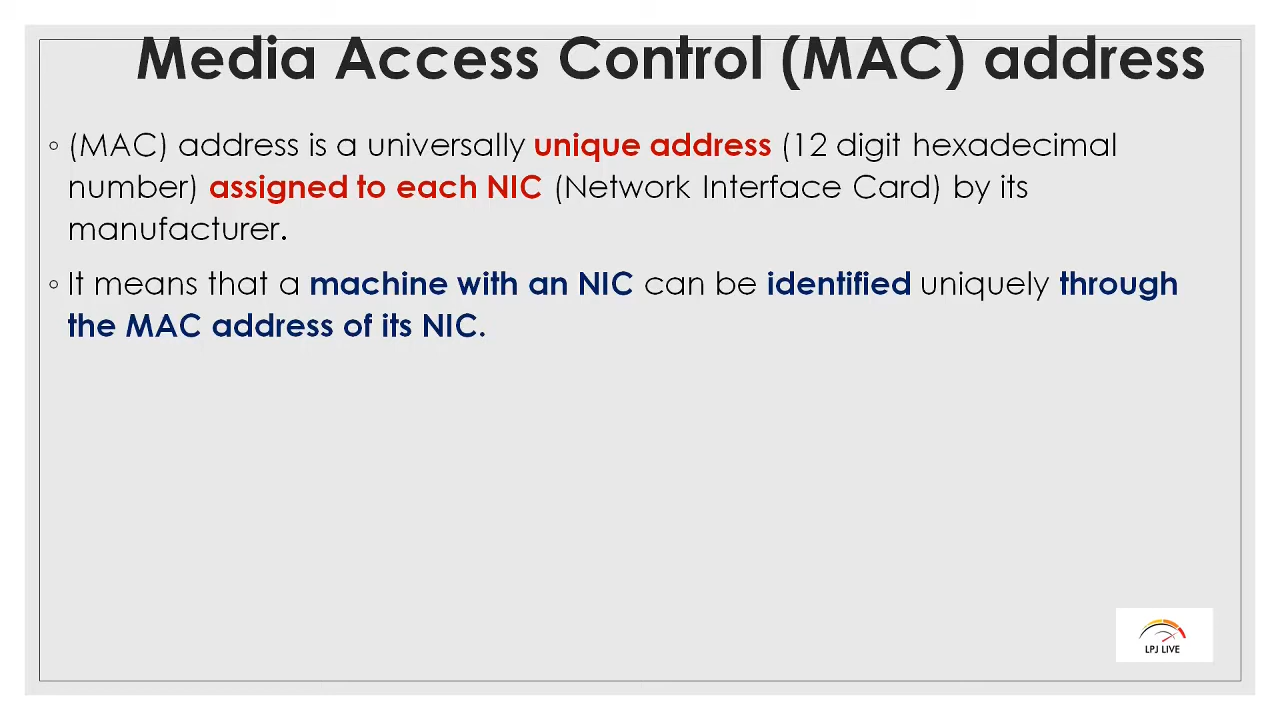 Media Access Control (MAC) address
◦ (MAC) address is a universally unique address (12 digit hexadecimal
number) assigned to each NIC (Network Interface Card) by its
manufacturer.
◦ It means that a machine with an NIC can be identified uniquely through
the MAC address of its NIC.
LPJ LIVE